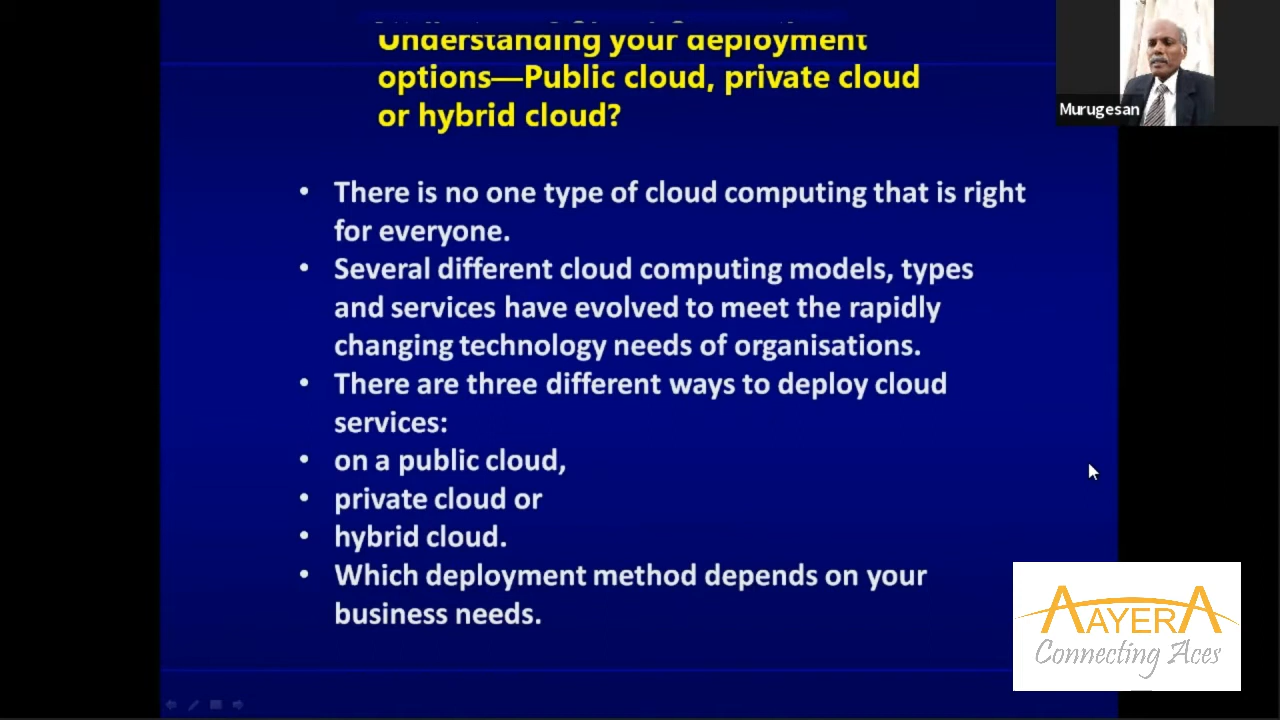 Understanding your deployment
options—Public cloud, private cloud
or hybrid cloud?
Murugesan
• There is no one type of cloud computing that is right
for everyone.
• Several different cloud computing models, types
and services have evolved to meet the rapidly
changing technology needs of organisations.
• There are three different ways to deploy cloud
services:
• on a public cloud,
• private cloud or
• hybrid cloud.
• Which deployment method depends on your
business needs.
AAYERA
Connecting Aces